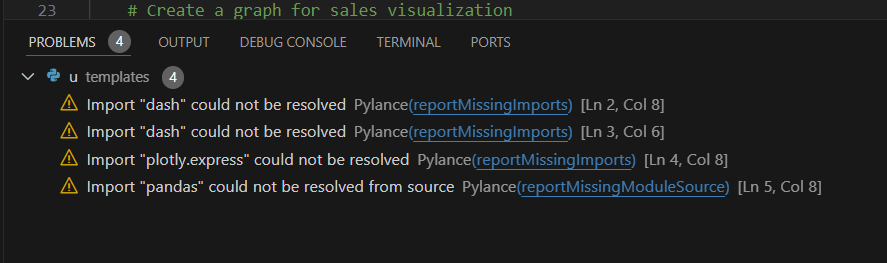 23 # Create a graph for sales visualization
PROBLEMS 4 OUTPUT DEBUG CONSOLE TERMINAL PORTS
u templates 4
Import "dash" could not be resolved Pylance(reportMissingImports) [Ln 2, Col 8]
Import "dash" could not be resolved Pylance(reportMissingImports) [Ln 3, Col 6]
Import "plotly.express" could not be resolved Pylance(reportMissingImports) [Ln 4, Col 8]
Import "pandas" could not be resolved from source Pylance(reportMissingModuleSource) [Ln 5, Col 8]